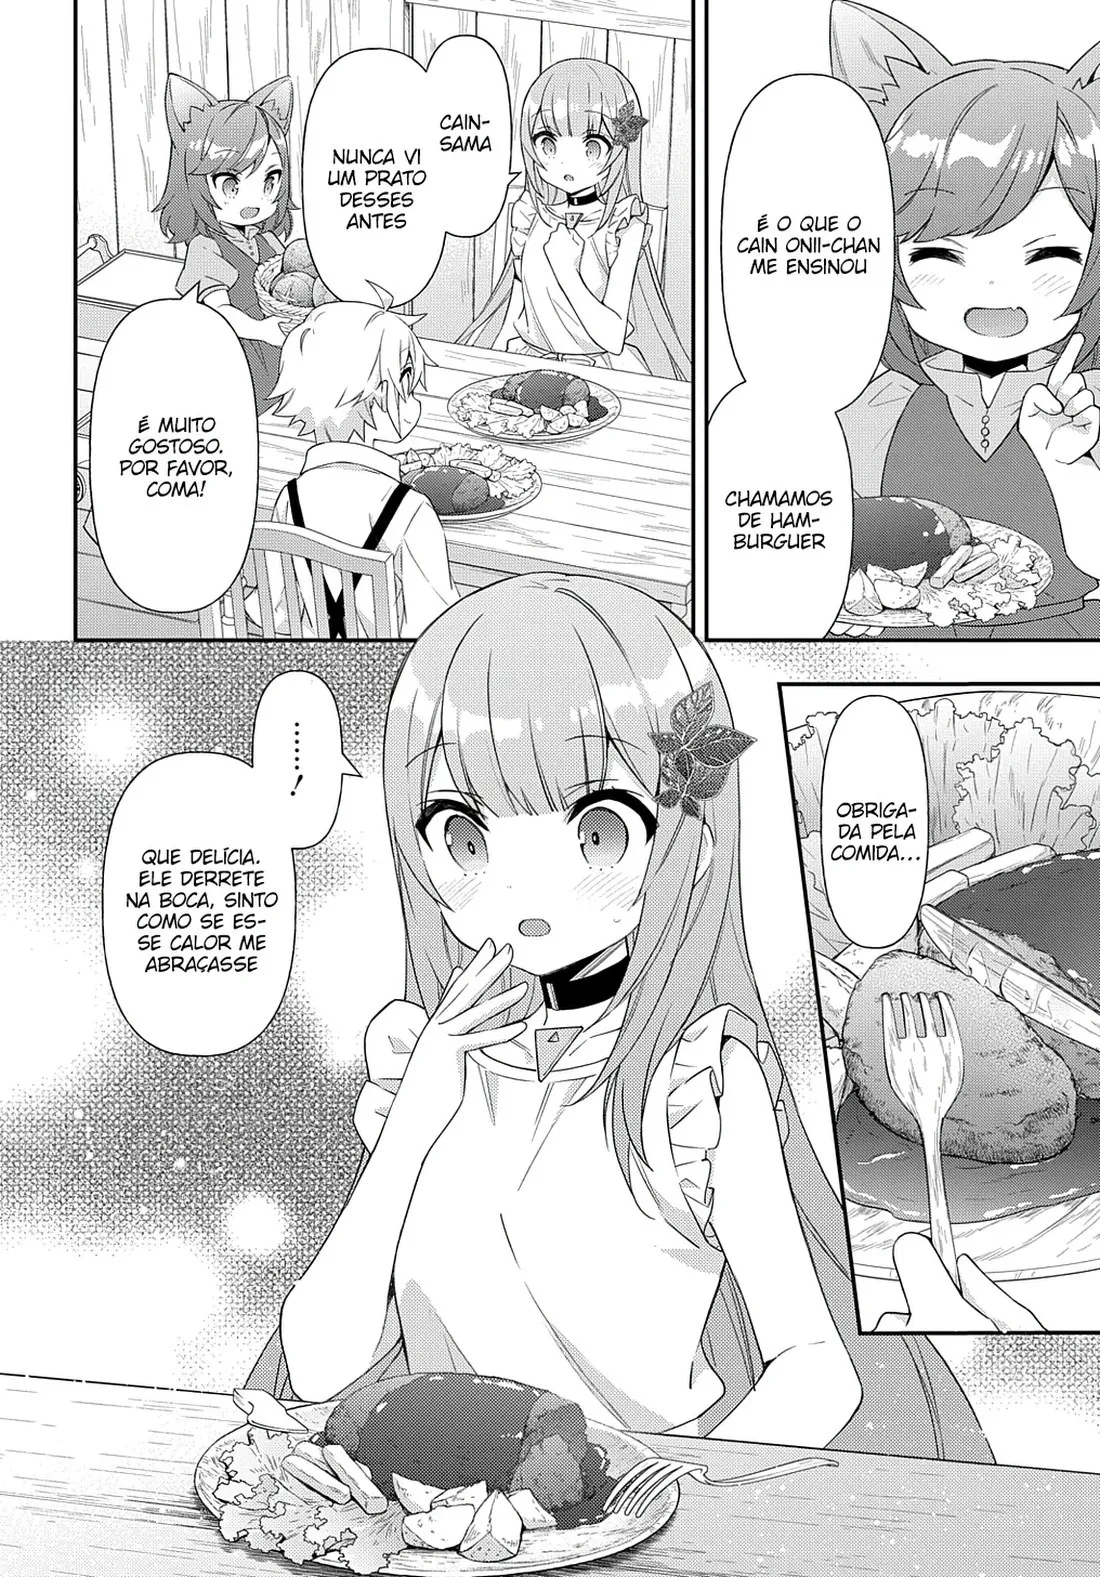 É O QUE O
CAIN ONII-CHAN
ME ENSINOU
CHAMAMOS
DE HAM-
BURGUER
CAIN-
SAMA
NUNCA VI
UM PRATO
DESSES
ANTES
É MUITO
GOSTOSO.
POR FAVOR,
COMA!
OBRIGA-
DA PELA
COMIDA...
......!
QUE DELÍCIA.
ELE DERRETE
NA BOCA, SINTO
COMO SE ES-
SE CALOR ME
ABRAÇASSE